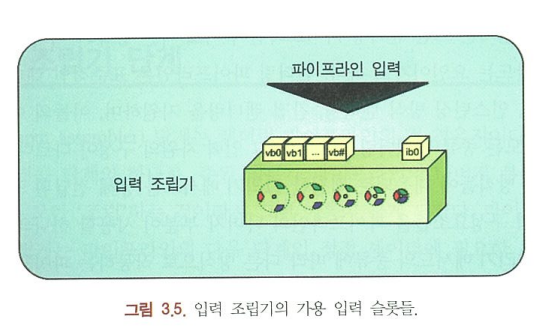 파이프라인 입력
vb0 vb1 ... vb# ib0
입력 조립기
그림 3.5. 입력 조립기의 가용 입력 슬롯들.